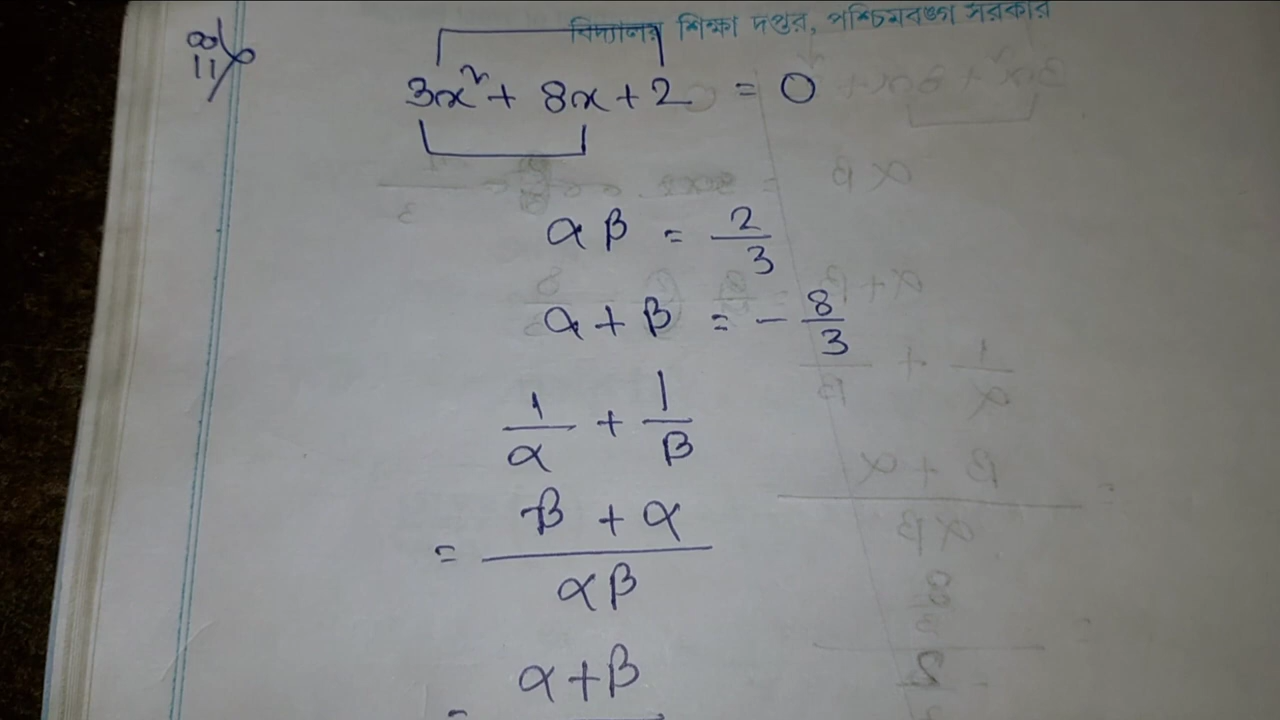 বিদ্যালয় শিক্ষা দপ্তর, পশ্চিমবঙ্গ সরকার
3x² + 8x + 2 = 0
αβ = 2/3
α + β = - 8/3
1/α + 1/β
= β + α / αβ
α + β
=